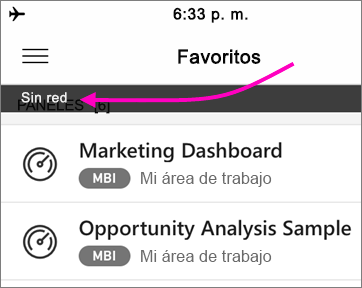 6:33 p. m.
Favoritos
Sin red
PANELES [6]
Marketing Dashboard
MBI Mi área de trabajo
Opportunity Analysis Sample
MBI Mi área de trabajo